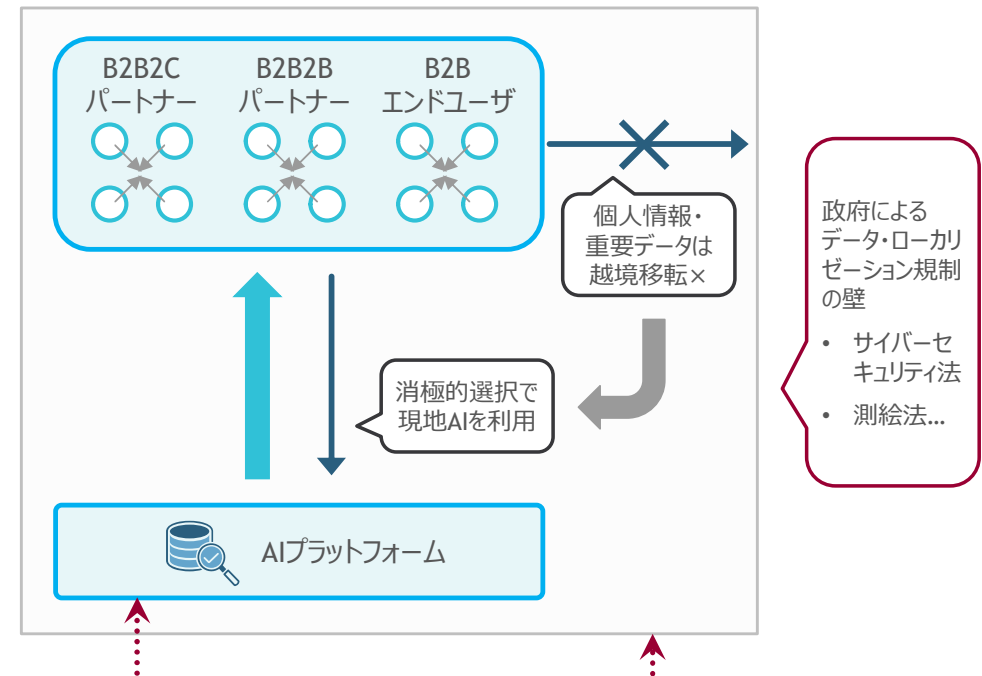 B2B2C
パートナー
B2B2B
パートナー
B2B
エンドユーザ
個人情報・
重要データは
越境移転×
政府による
データ・ローカリ
ゼーション規制
の壁
• サイバーセ
キュリティ法
• 測絵法…
消極的選択で
現地AIを利用
AIプラットフォーム